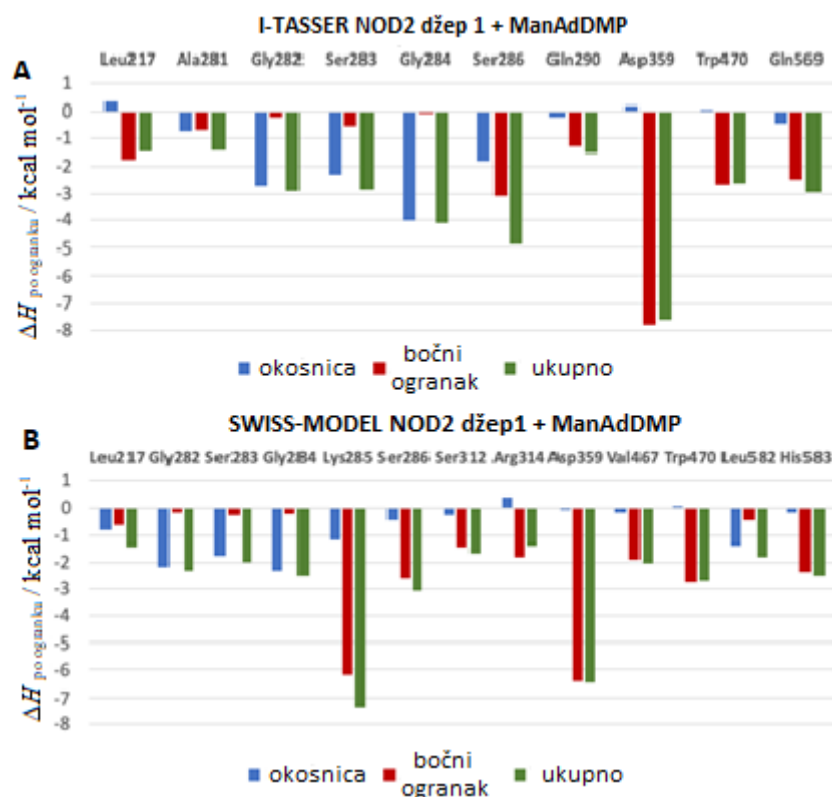 I-TASSER NOD2 džep 1 + ManAdDMP
A
Leu217 Ala281 Gly282 Ser283 Gly284 Ser286 Gln290 Asp359 Trp470 Gln569
1
0
-1
-2
-3
-4
-5
-6
-7
-8
ΔH po ogranku / kcal mol⁻¹
okosnica bočni ogranak ukupno
SWISS-MODEL NOD2 džep1 + ManAdDMP
B
Leu217 Gly282 Ser283 Gly284 Lys285 Ser286 Ser312 Arg314 Asp359 Val467 Trp470 Leu582 His583
1
0
-1
-2
-3
-4
-5
-6
-7
-8
ΔH po ogranku / kcal mol⁻¹
okosnica bočni ogranak ukupno